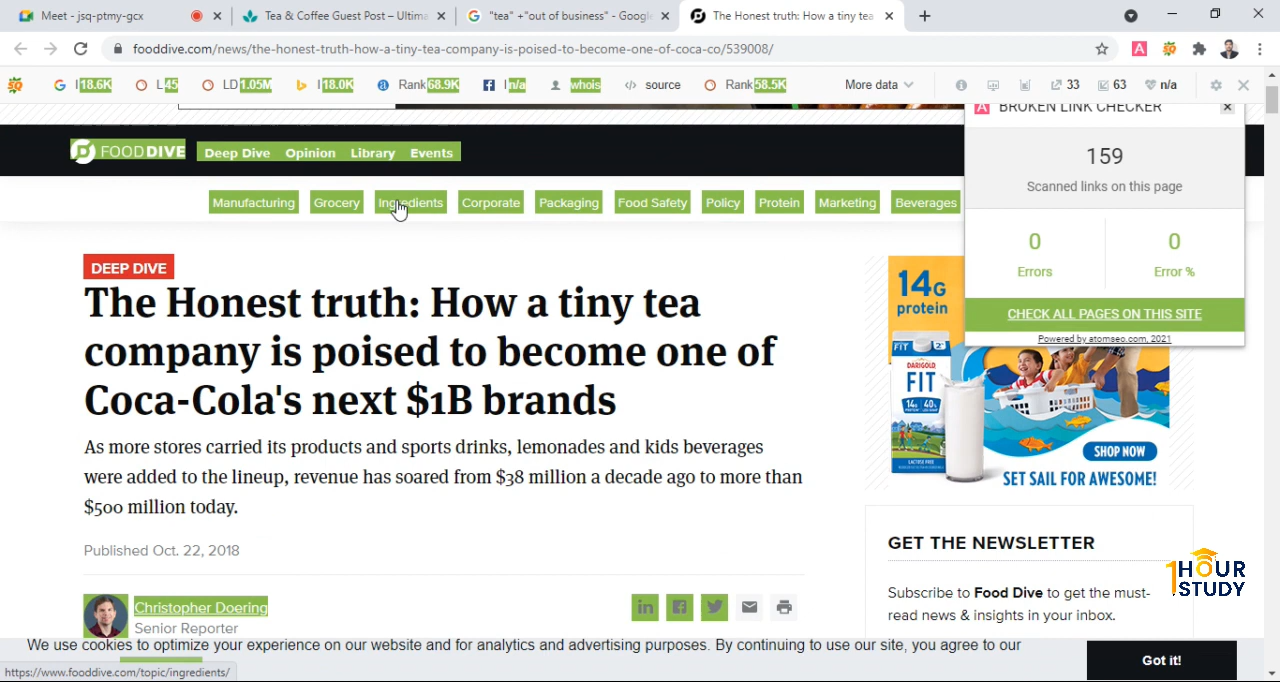 Meet - jsq-ptmy-gcx
Tea & Coffee Guest Post – Ultima
"tea" +"out of business" - Google
The Honest truth: How a tiny tea
fooddive.com/news/the-honest-truth-how-a-tiny-tea-company-is-poised-to-become-one-of-coca-co/539008/
I 18.6K L 45 LD 1.05M I 18.0K Rank 68.9K I n/a whois source Rank 58.5K More data 33 63 n/a
BROKEN LINK CHECKER
159
Scanned links on this page
0 0
Errors Error %
CHECK ALL PAGES ON THIS SITE
Powered by atomseo.com, 2021
FOODDIVE Deep Dive Opinion Library Events
Manufacturing Grocery Ingredients Corporate Packaging Food Safety Policy Protein Marketing Beverages
DEEP DIVE
The Honest truth: How a tiny tea
company is poised to become one of
Coca-Cola's next $1B brands
As more stores carried its products and sports drinks, lemonades and kids beverages
were added to the lineup, revenue has soared from $38 million a decade ago to more than
$500 million today.
Published Oct. 22, 2018
Christopher Doering
Senior Reporter
14G
protein
FIT
DARIGOLD
FIT
SHOP NOW
SET SAIL FOR AWESOME!
GET THE NEWSLETTER
Subscribe to Food Dive to get the must-
read news & insights in your inbox.
1HOUR
STUDY
We use cookies to optimize your experience on our website and for analytics and advertising purposes. By continuing to use our site, you agree to our
Got it!
https://www.fooddive.com/topic/ingredients/